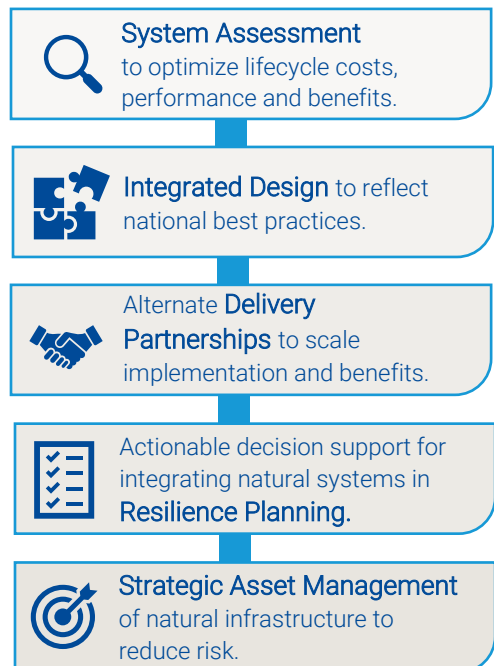 System Assessment
to optimize lifecycle costs,
performance and benefits.
Integrated Design to reflect
national best practices.
Alternate Delivery
Partnerships to scale
implementation and benefits.
Actionable decision support for
integrating natural systems in
Resilience Planning.
Strategic Asset Management
of natural infrastructure to
reduce risk.